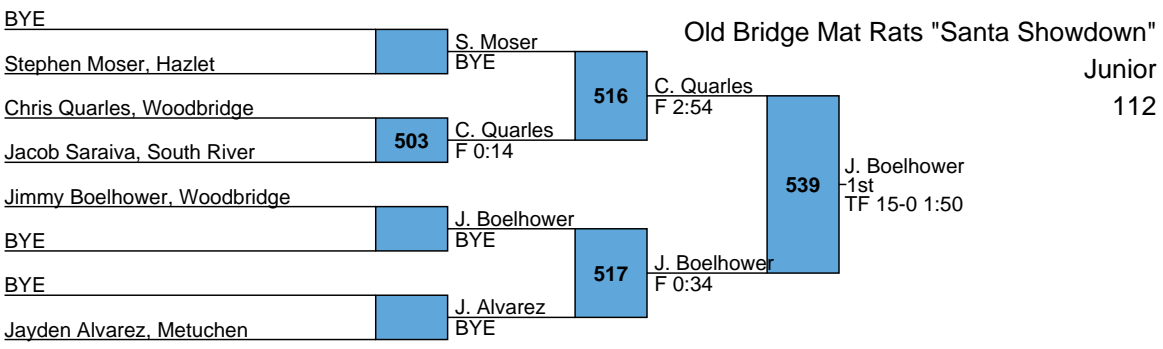 Old Bridge Mat Rats "Santa Showdown"
Junior
112
BYE
Stephen Moser, Hazlet
Chris Quarles, Woodbridge
503
Jacob Saraiva, South River
Jimmy Boelhower, Woodbridge
BYE
BYE
Jayden Alvarez, Metuchen
S. Moser
BYE
516
C. Quarles
F 0:14
J. Boelhower
BYE
517
J. Alvarez
BYE
C. Quarles
F 2:54
539
J. Boelhower
F 0:34
J. Boelhower
1st
TF 15-0 1:50